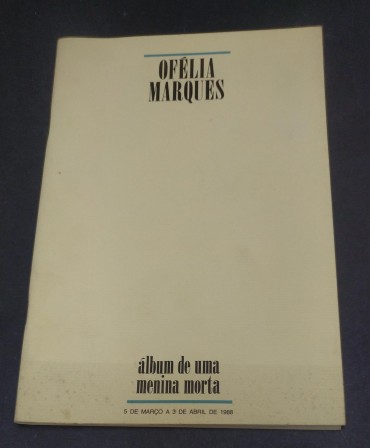 OFÉLIA
MARQUES
álbum de uma
menina morta
5 DE MARÇO A 3 DE ABRIL DE 1988